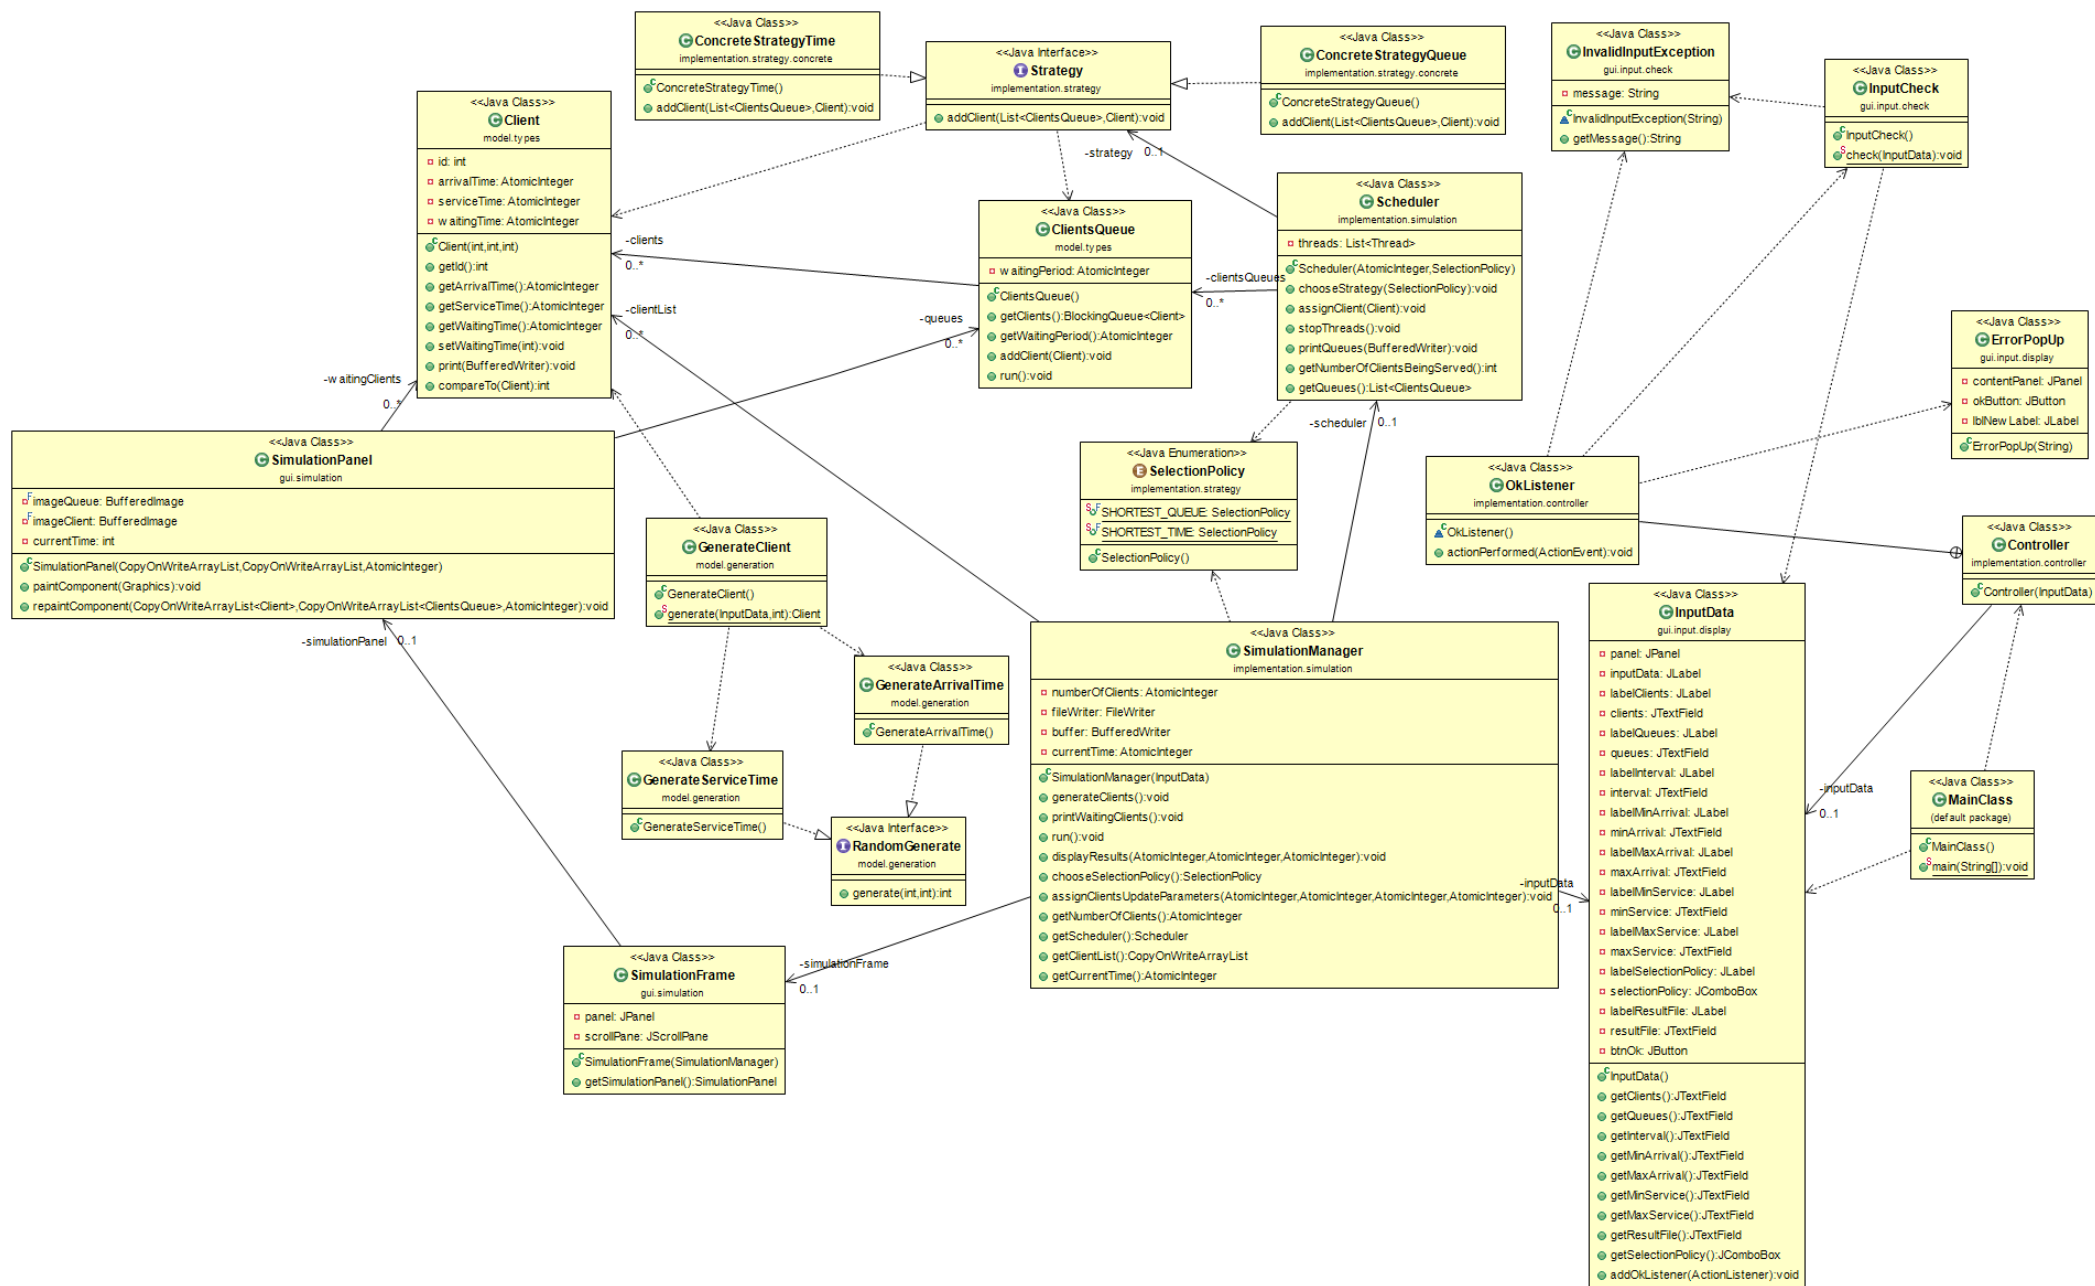 <<Java Class>>
ConcreteStrategyTime
implementation.strategy.concrete
ConcreteStrategyTime()
addClient(List<ClientsQueue>,Client):void
<<Java Interface>>
Strategy
implementation.strategy
addClient(List<ClientsQueue>,Client):void
<<Java Class>>
ConcreteStrategyQueue
implementation.strategy.concrete
ConcreteStrategyQueue()
addClient(List<ClientsQueue>,Client):void
<<Java Class>>
InvalidInputException
gui.input.check
message: String
InvalidInputException(String)
getMessage():String
<<Java Class>>
InputCheck
gui.input.check
InputCheck()
check(InputData):void
<<Java Class>>
Client
model.types
id: int
arrivalTime: AtomicInteger
serviceTime: AtomicInteger
waitingTime: AtomicInteger
Client(int,int,int)
getId():int
getArrivalTime():AtomicInteger
getServiceTime():AtomicInteger
getWaitingTime():AtomicInteger
setWaitingTime(int):void
print(BufferedWriter):void
compareTo(Client):int
-strategy
0..1
<<Java Class>>
ClientsQueue
model.types
waitingPeriod: AtomicInteger
ClientsQueue()
getClients():BlockingQueue<Client>
getWaitingPeriod():AtomicInteger
addClient(Client):void
run():void
<<Java Class>>
Scheduler
implementation.simulation
threads: List<Thread>
Scheduler(AtomicInteger,SelectionPolicy)
chooseStrategy(SelectionPolicy):void
assignClient(Client):void
stopThreads():void
printQueues(BufferedWriter):void
getNumberOfClientsBeingServed():int
getQueues():List<ClientsQueue>
-clients
0..*
-clientsQueues
0..*
-clientList
0..*
-queues
0..*
-waitingClients
0..*
-scheduler
0..1
<<Java Class>>
ErrorPopUp
gui.input.display
contentPanel: JPanel
okButton: JButton
lblNewLabel: JLabel
ErrorPopUp(String)
<<Java Class>>
SimulationPanel
gui.simulation
imageQueue: BufferedImage
imageClient: BufferedImage
currentTime: int
SimulationPanel(CopyOnWriteArrayList,CopyOnWriteArrayList,AtomicInteger)
paintComponent(Graphics):void
repaintComponent(CopyOnWriteArrayList<Client>,CopyOnWriteArrayList<ClientsQueue>,AtomicInteger):void
<<Java Enumeration>>
SelectionPolicy
implementation.strategy
SHORTEST_QUEUE: SelectionPolicy
SHORTEST_TIME: SelectionPolicy
SelectionPolicy()
<<Java Class>>
OkListener
implementation.controller
OkListener()
actionPerformed(ActionEvent):void
<<Java Class>>
Controller
implementation.controller
Controller(InputData)
<<Java Class>>
GenerateClient
model.generation
GenerateClient()
generate(InputData,int):Client
-simulationPanel
0..1
<<Java Class>>
GenerateArrivalTime
model.generation
GenerateArrivalTime()
<<Java Class>>
GenerateServiceTime
model.generation
GenerateServiceTime()
<<Java Interface>>
RandomGenerate
model.generation
generate(int,int):int
<<Java Class>>
SimulationManager
implementation.simulation
numberOfClients: AtomicInteger
fileWriter: FileWriter
buffer: BufferedWriter
currentTime: AtomicInteger
SimulationManager(InputData)
generateClients():void
printWaitingClients():void
run():void
displayResults(AtomicInteger,AtomicInteger,AtomicInteger):void
chooseSelectionPolicy():SelectionPolicy
assignClientsUpdateParameters(AtomicInteger,AtomicInteger,AtomicInteger,AtomicInteger):void
getNumberOfClients():AtomicInteger
getScheduler():Scheduler
getClientList():CopyOnWriteArrayList
getCurrentTime():AtomicInteger
-inputData
0..1
-simulationFrame
0..1
<<Java Class>>
SimulationFrame
gui.simulation
panel: JPanel
scrollPane: JScrollPane
SimulationFrame(SimulationManager)
getSimulationPanel():SimulationPanel
<<Java Class>>
InputData
gui.input.display
panel: JPanel
inputData: JLabel
labelClients: JLabel
clients: JTextField
labelQueues: JLabel
queues: JTextField
labelInterval: JLabel
interval: JTextField
labelMinArrival: JLabel
minArrival: JTextField
labelMaxArrival: JLabel
maxArrival: JTextField
labelMinService: JLabel
minService: JTextField
labelMaxService: JLabel
maxService: JTextField
labelSelectionPolicy: JLabel
selectionPolicy: JComboBox
labelResultFile: JLabel
resultFile: JTextField
btnOk: JButton
InputData()
getClients():JTextField
getQueues():JTextField
getInterval():JTextField
getMinArrival():JTextField
getMaxArrival():JTextField
getMinService():JTextField
getMaxService():JTextField
getResultFile():JTextField
getSelectionPolicy():JComboBox
addOkListener(ActionListener):void
-inputData
0..1
<<Java Class>>
MainClass
(default package)
MainClass()
main(String[]):void